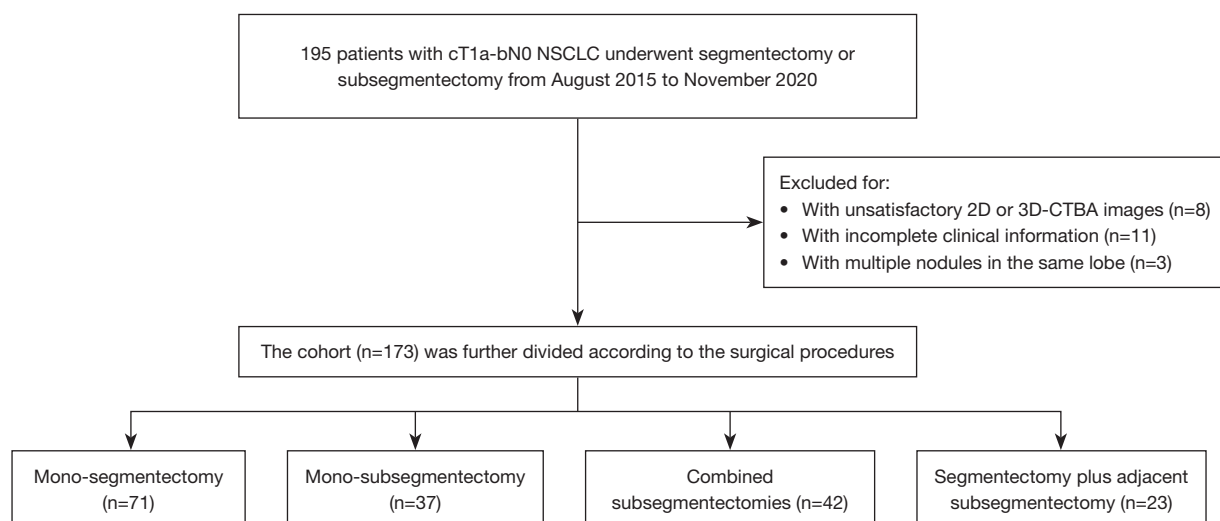 195 patients with cT1a-bN0 NSCLC underwent segmentectomy or
subsegmentectomy from August 2015 to November 2020
Excluded for:
• With unsatisfactory 2D or 3D-CTBA images (n=8)
• With incomplete clinical information (n=11)
• With multiple nodules in the same lobe (n=3)
The cohort (n=173) was further divided according to the surgical procedures
Mono-segmentectomy
(n=71)
Mono-subsegmentectomy
(n=37)
Combined
subsegmentectomies (n=42)
Segmentectomy plus adjacent
subsegmentectomy (n=23)